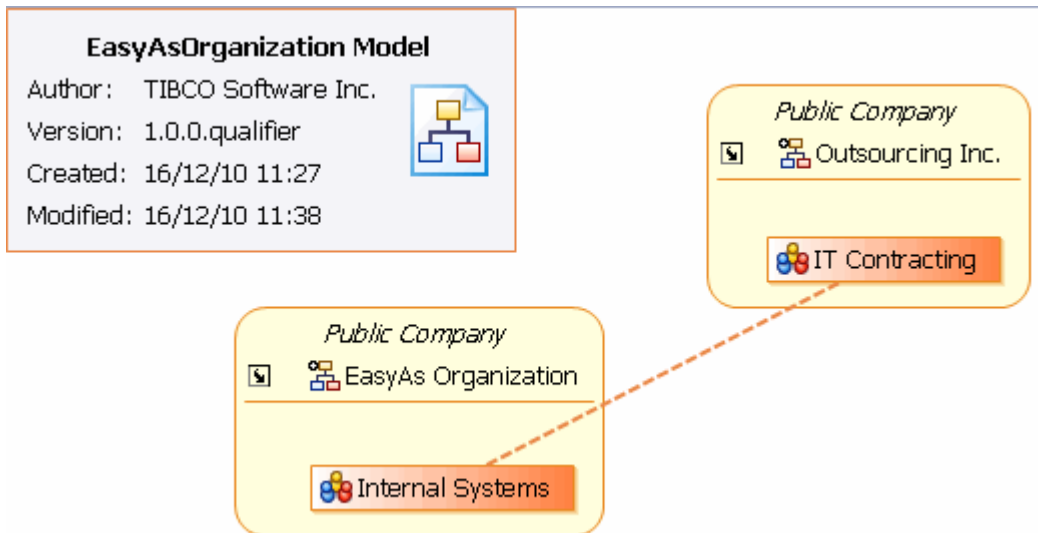 EasyAsOrganization Model
Author: TIBCO Software Inc.
Version: 1.0.0.qualifier
Created: 16/12/10 11:27
Modified: 16/12/10 11:38
Public Company
Outsourcing Inc.
IT Contracting
Public Company
EasyAs Organization
Internal Systems